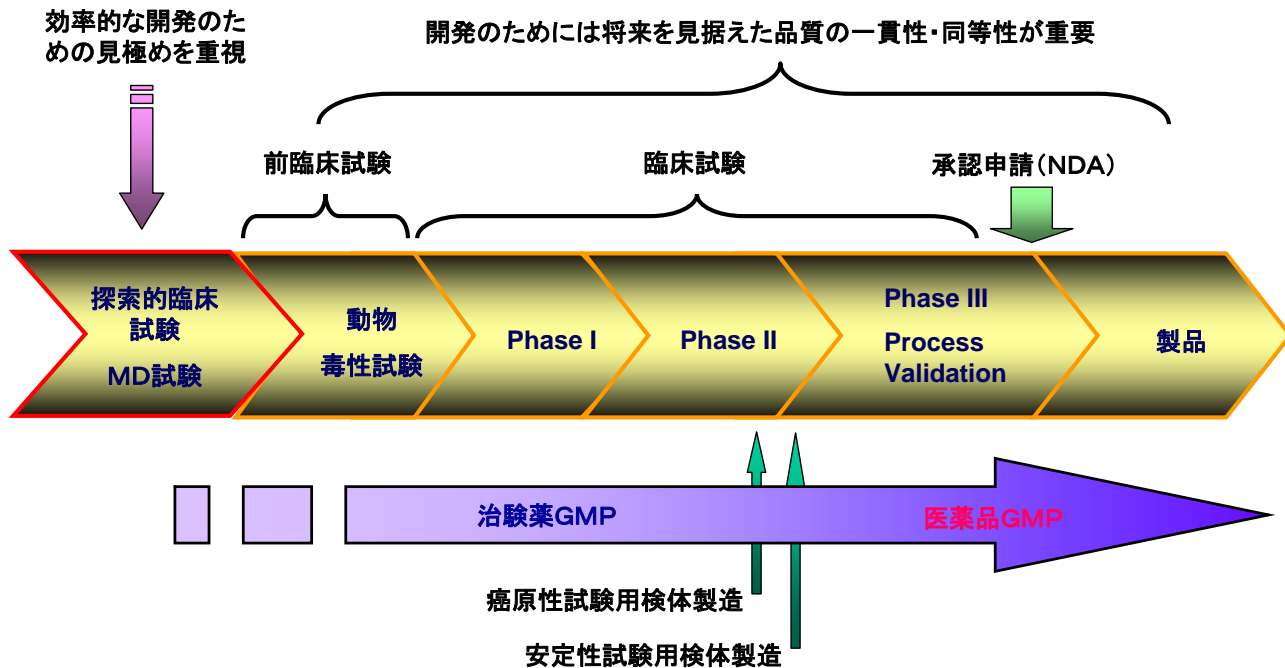 効率的な開発のた
めの見極めを重視
開発のためには将来を見据えた品質の一貫性・同等性が重要
前臨床試験
臨床試験
承認申請(NDA)
探索的臨床
試験
MD試験
動物
毒性試験
Phase I
Phase II
Phase III
Process
Validation
製品
治験薬GMP
医薬品GMP
癌原性試験用検体製造
安定性試験用検体製造